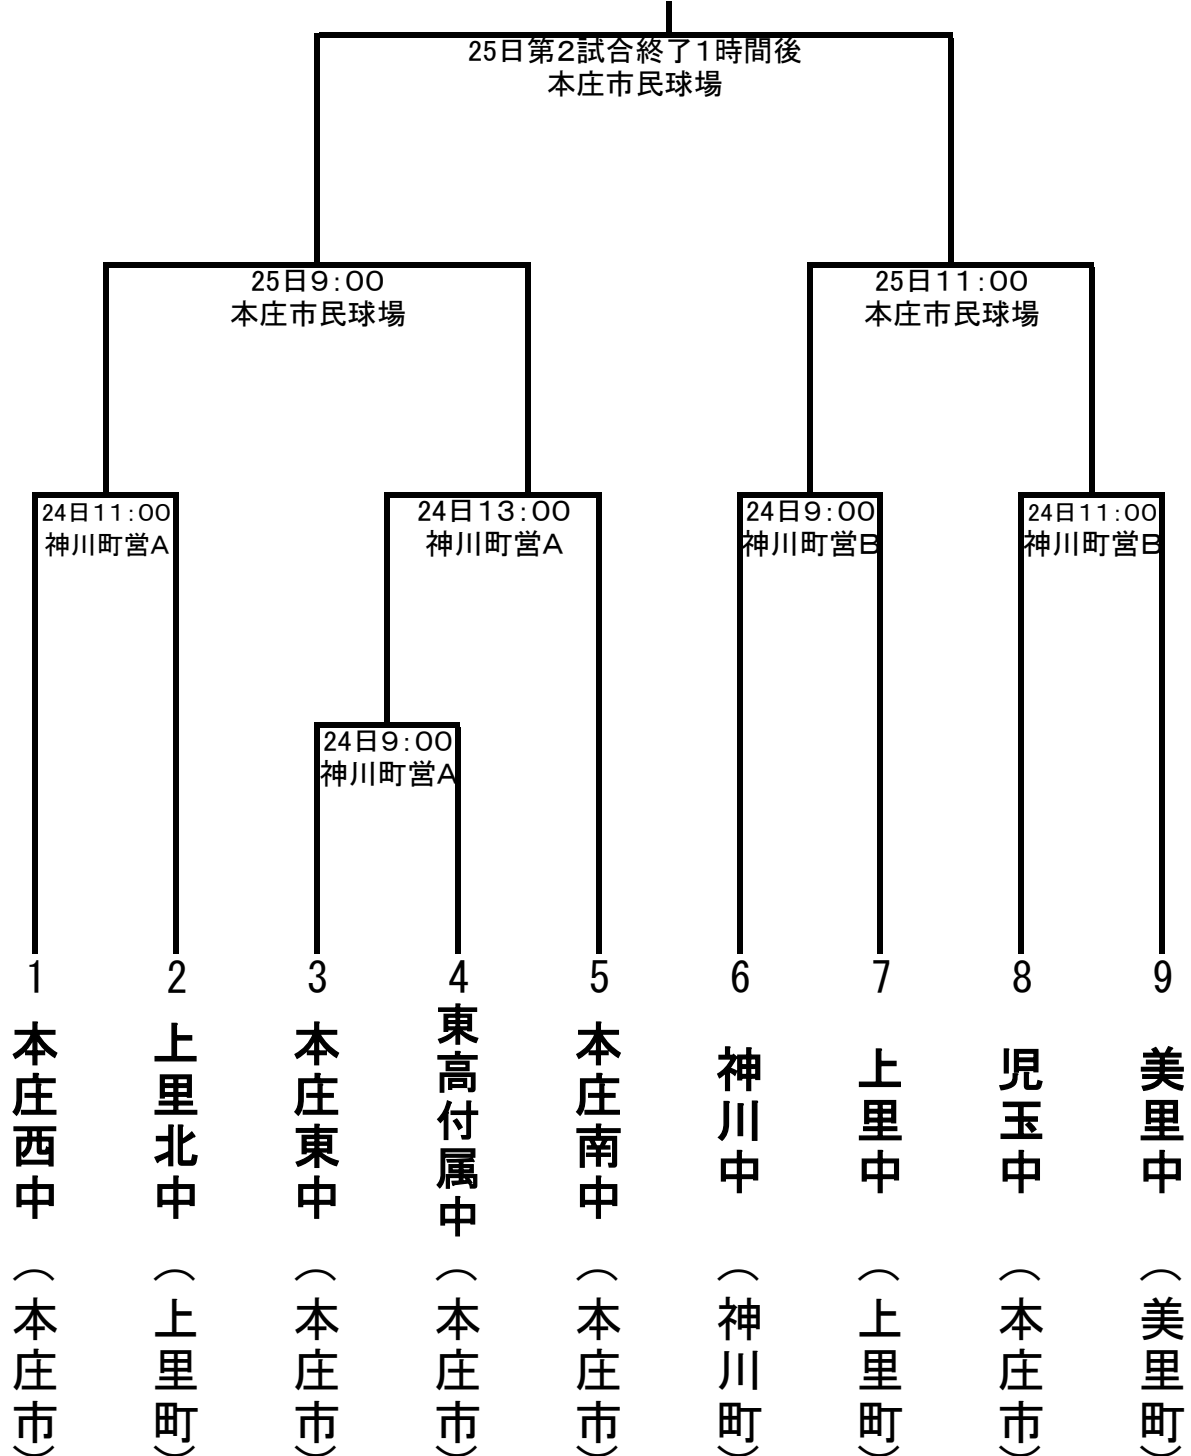 25日第2試合終了1時間後
本庄市民球場
25日9:00
本庄市民球場
25日11:00
本庄市民球場
24日11:00
神川町営A
24日13:00
神川町営A
24日9:00
神川町営B
24日11:00
神川町営B
24日9:00
神川町営A
1
2
3
4
5
6
7
8
9
本庄西中
上里北中
本庄東中
東高付属中
本庄南中
神川中
上里中
児玉中
美里中
（本庄市）
（上里町）
（本庄市）
（本庄市）
（本庄市）
（神川町）
（上里町）
（本庄市）
（美里町）